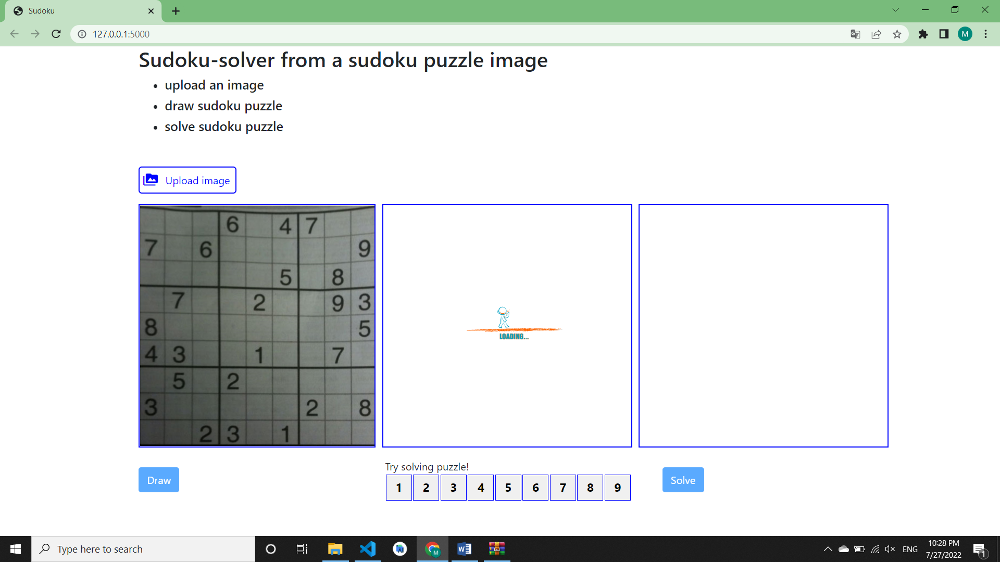 Sudoku
127.0.0.1:5000
M
Sudoku-solver from a sudoku puzzle image
• upload an image
• draw sudoku puzzle
• solve sudoku puzzle
Upload image
6 4 7
7 6 9
5 8
7 2 9 3
8 5
4 3 1 7
5 2
3 2 8
2 3 1
LOADING...
Try solving puzzle!
Draw
1 2 3 4 5 6 7 8 9
Solve
Type here to search
ENG
10:28 PM
7/27/2022
1